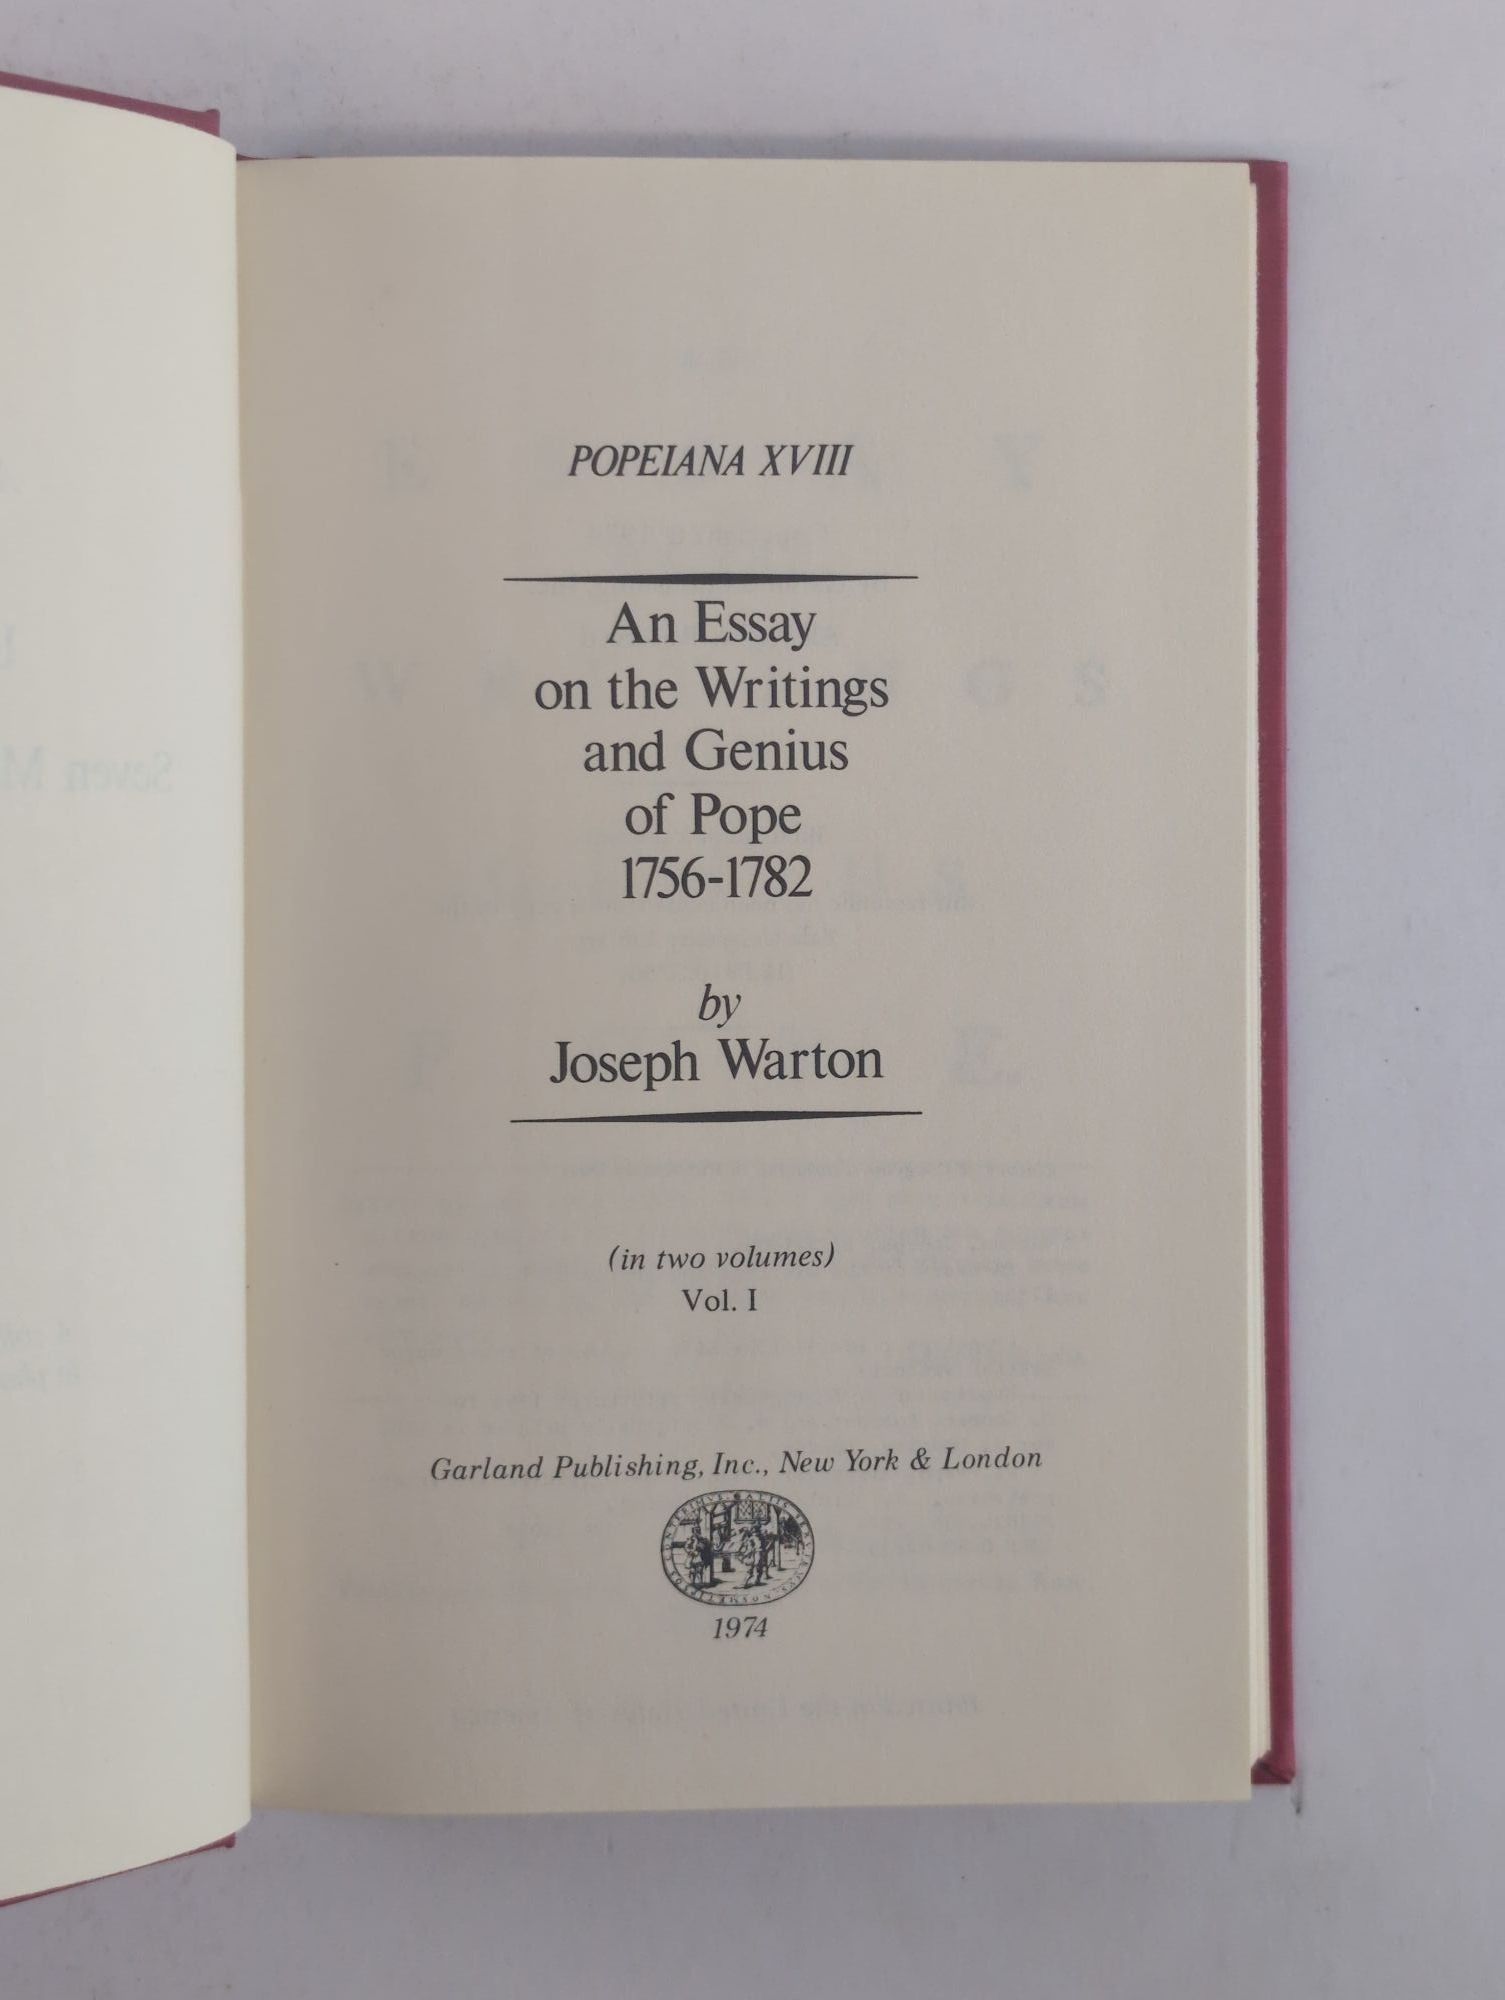 POPEIANA XVIII
An Essay
on the Writings
and Genius
of Pope
1756-1782
by
Joseph Warton
(in two volumes)
Vol. I
Garland Publishing, Inc., New York & London
1974